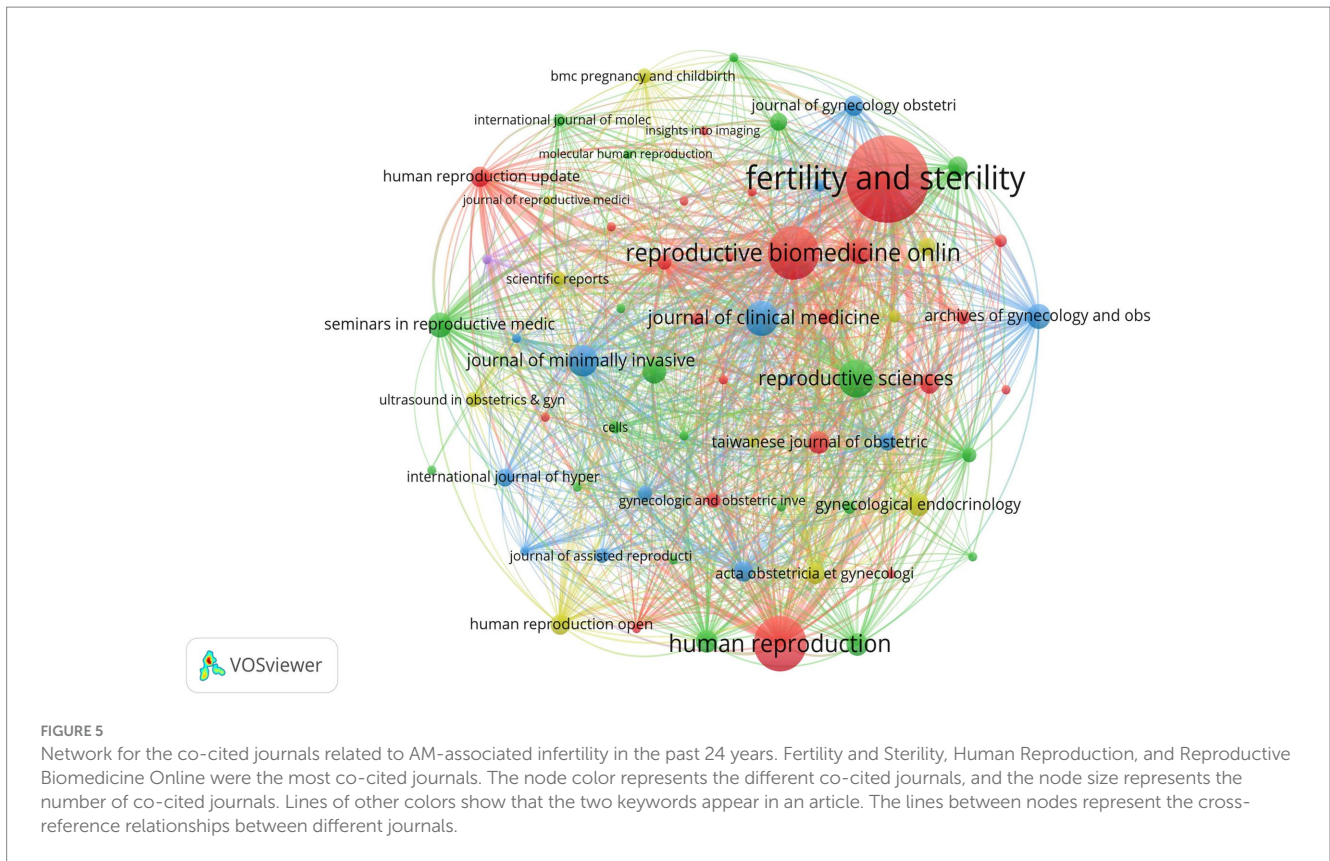 bmc pregnancy and childbirth
journal of gynecology obstetri
international journal of molec
insights into imaging
molecular human reproduction
human reproduction update
fertility and sterility
journal of reproductive medici
reproductive biomedicine onlin
scientific reports
seminars in reproductive medic
journal of clinical medicine
archives of gynecology and obs
journal of minimally invasive
reproductive sciences
ultrasound in obstetrics & gyn
cells
taiwanese journal of obstetric
international journal of hyper
gynecologic and obstetric inve
gynecological endocrinology
journal of assisted reproducti
acta obstetricia et gynecologi
human reproduction open
human reproduction
VOSviewer
FIGURE 5
Network for the co-cited journals related to AM-associated infertility in the past 24 years. Fertility and Sterility, Human Reproduction, and Reproductive
Biomedicine Online were the most co-cited journals. The node color represents the different co-cited journals, and the node size represents the
number of co-cited journals. Lines of other colors show that the two keywords appear in an article. The lines between nodes represent the cross-
reference relationships between different journals.